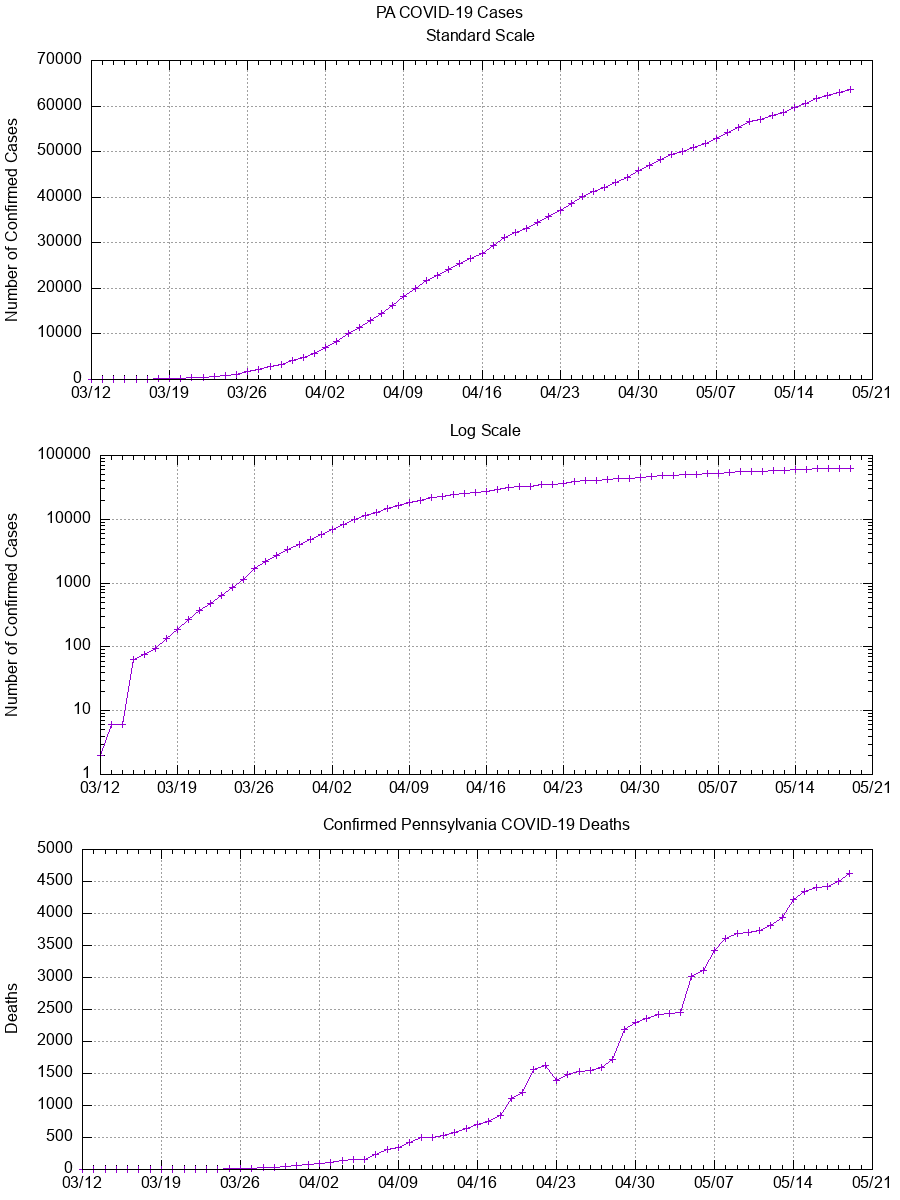 PA COVID-19 Cases
Standard Scale
70000
60000
50000
40000
30000
20000
10000
0
Number of Confirmed Cases
03/12 03/19 03/26 04/02 04/09 04/16 04/23 04/30 05/07 05/14 05/21
Log Scale
100000
10000
1000
100
10
1
Number of Confirmed Cases
03/12 03/19 03/26 04/02 04/09 04/16 04/23 04/30 05/07 05/14 05/21
Confirmed Pennsylvania COVID-19 Deaths
5000
4500
4000
3500
3000
2500
2000
1500
1000
500
0
Deaths
03/12 03/19 03/26 04/02 04/09 04/16 04/23 04/30 05/07 05/14 05/21